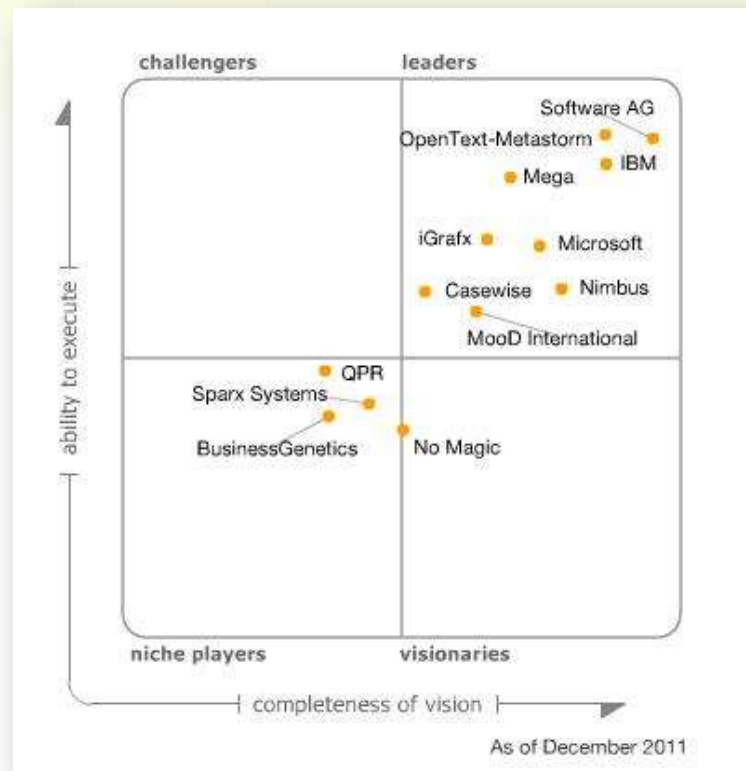 challengers
leaders
Software AG
OpenText-Metastorm
IBM
Mega
iGrafx
Microsoft
Casewise
Nimbus
MooD International
QPR
Sparx Systems
BusinessGenetics
No Magic
ability to execute
niche players
visionaries
completeness of vision
As of December 2011